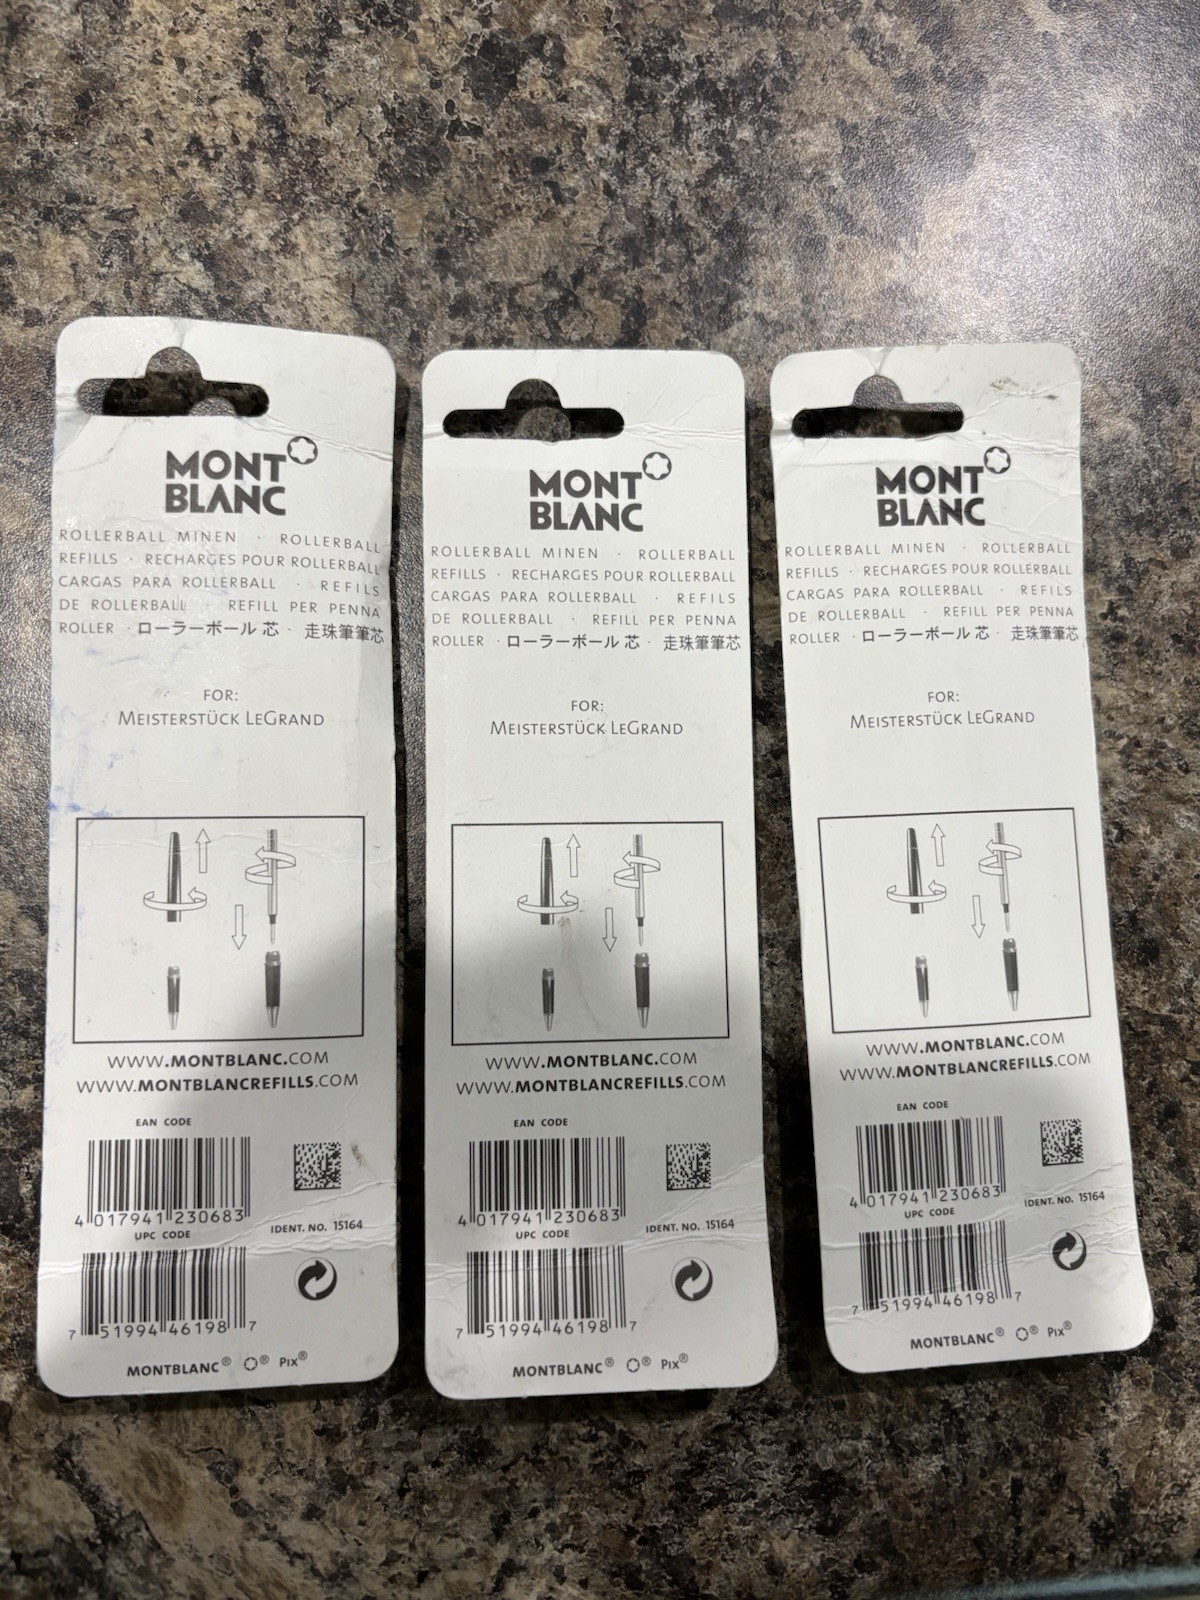 MONT
BLANC
ROLLERBALL MINEN · ROLLERBALL
REFILLS · RECHARGES POUR ROLLERBALL
CARGAS PARA ROLLERBALL · REFILS
DE ROLLERBALL · REFILL PER PENNA
ROLLER · ローラーボール 芯 · 走珠筆筆芯
FOR:
MEISTERSTÜCK LEGRAND
WWW.MONTBLANC.COM
WWW.MONTBLANCREFILLS.COM
EAN CODE
4 017941 230683
IDENT. NO. 15164
UPC CODE
7 51994 46198 7
MONTBLANC® ® PIX®
MONT
BLANC
ROLLERBALL MINEN · ROLLERBALL
REFILLS · RECHARGES POUR ROLLERBALL
CARGAS PARA ROLLERBALL · REFILS
DE ROLLERBALL · REFILL PER PENNA
ROLLER · ローラーボール 芯 · 走珠筆筆芯
FOR:
MEISTERSTÜCK LEGRAND
WWW.MONTBLANC.COM
WWW.MONTBLANCREFILLS.COM
EAN CODE
4 017941 230683
IDENT. NO. 15164
UPC CODE
7 51994 46198 7
MONTBLANC® ® PIX®
MONT
BLANC
ROLLERBALL MINEN · ROLLERBALL
REFILLS · RECHARGES POUR ROLLERBALL
CARGAS PARA ROLLERBALL · REFILS
DE ROLLERBALL · REFILL PER PENNA
ROLLER · ローラーボール 芯 · 走珠筆筆芯
FOR:
MEISTERSTÜCK LEGRAND
WWW.MONTBLANC.COM
WWW.MONTBLANCREFILLS.COM
EAN CODE
4 017941 230683
IDENT. NO. 15164
UPC CODE
7 51994 46198 7
MONTBLANC® ® PIX®